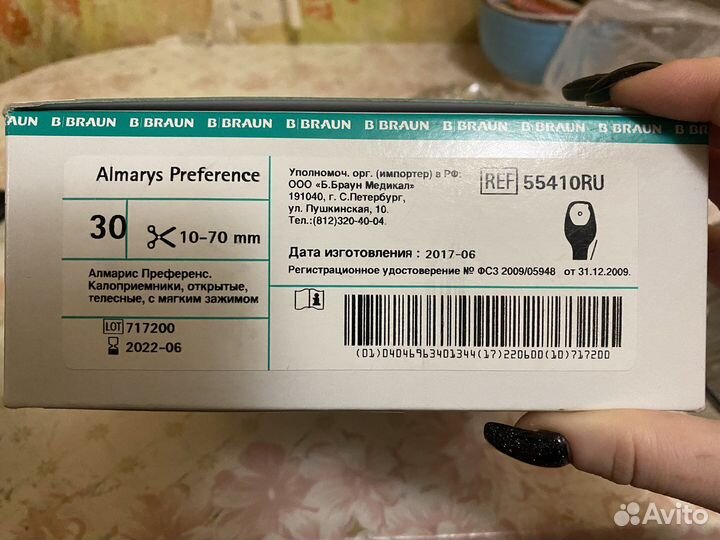 AUN B|BRAUN B|BRAUN B|BRAUN B|BRAUN B|BRAUN B|BRAUN B|BRAUN B|BRAUN B|BR
Almarys Preference
30
10-70 mm
Алмарис Преференс.
Калоприемники, открытые,
телесные, с мягким зажимом
LOT 717200
2022-06
Уполномоч. орг. (импортер) в РФ:
ООО «Б.Браун Медикал»
191040, г. С.Петербург,
ул. Пушкинская, 10.
Тел.:(812)320-40-04.
REF 55410RU
Дата изготовления : 2017-06
Регистрационное удостоверение № ФСЗ 2009/05948 от 31.12.2009.
(01)04046963401344(17)220600(10)717200
Avito